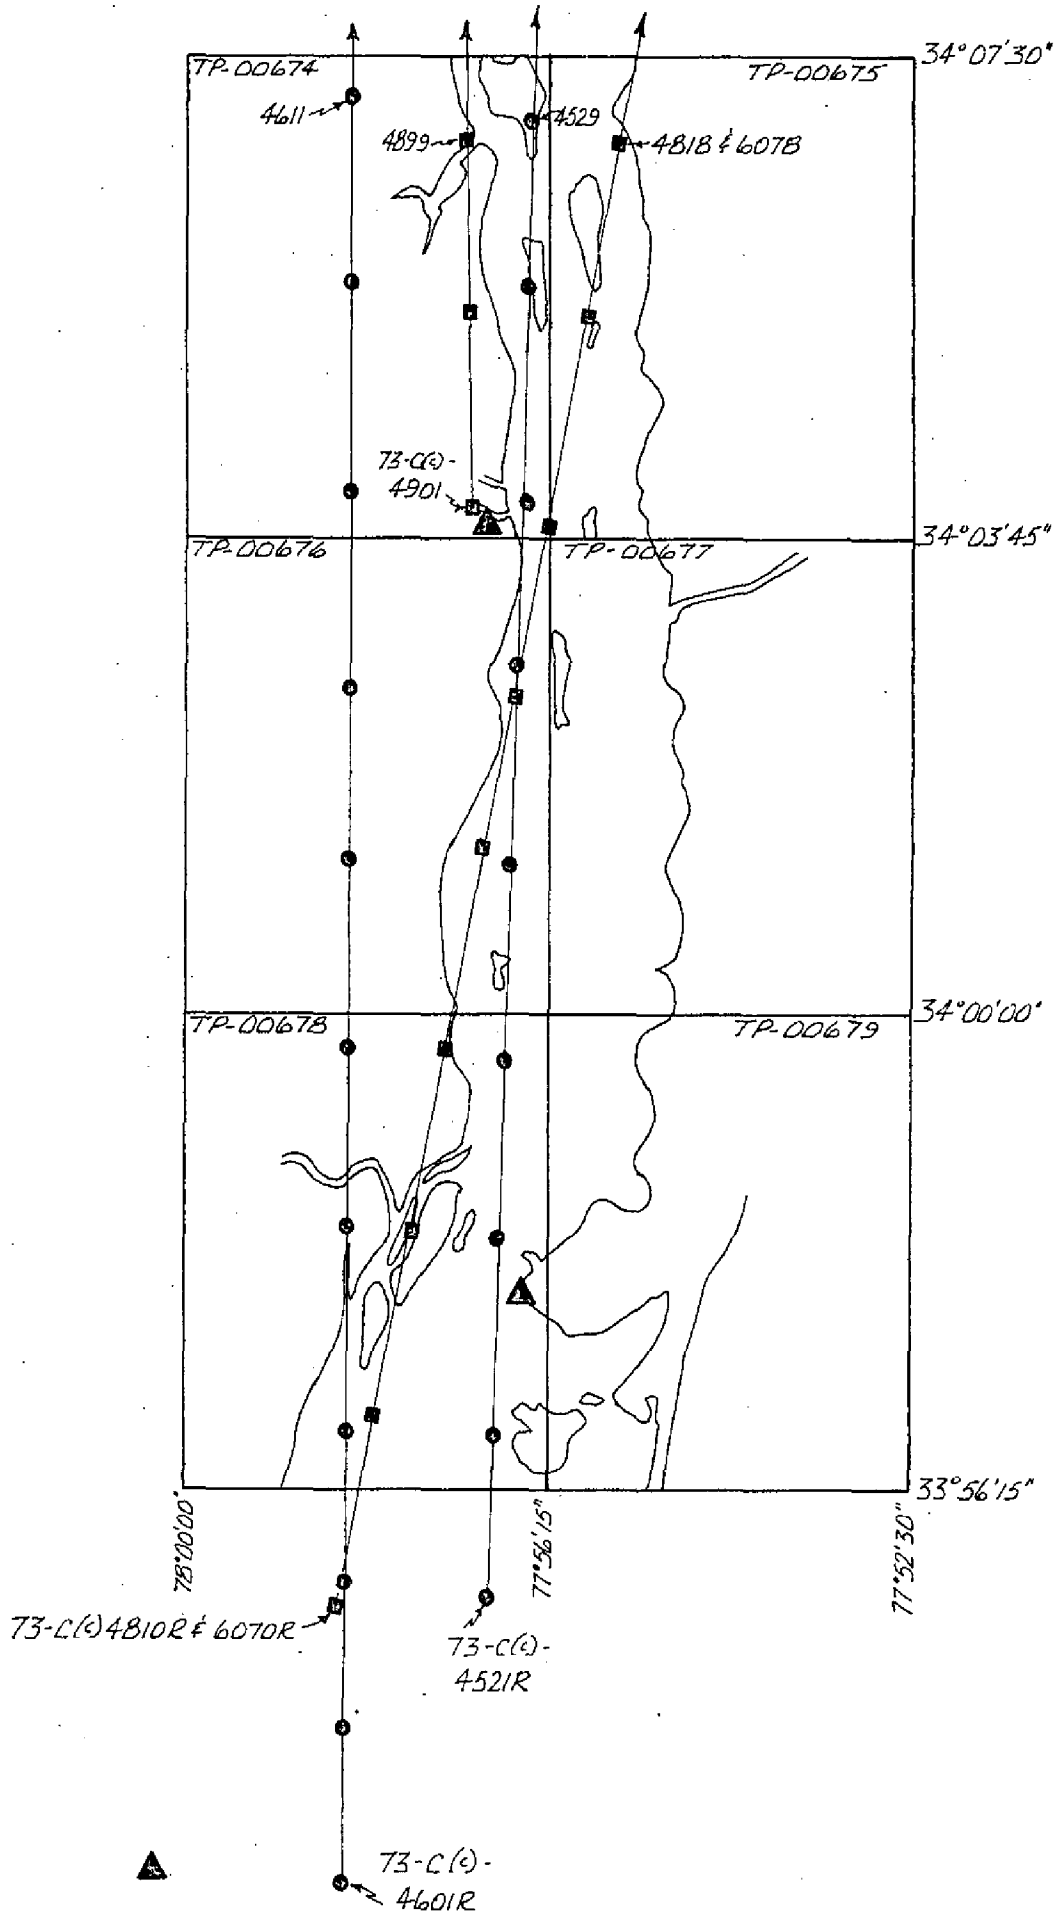 TP-00674
TP-00675
34°07'30"
4611
4899
4529
4818 & 6078
73-C(c)-
4901
34°03'45"
TP-00676
TP-00677
34°00'00"
TP-00678
TP-00679
33°56'15"
78°00'00"
77°56'15"
77°52'30"
73-C(c)4810R & 6070R
73-C(c)-
4521R
73-C(c)-
4601R